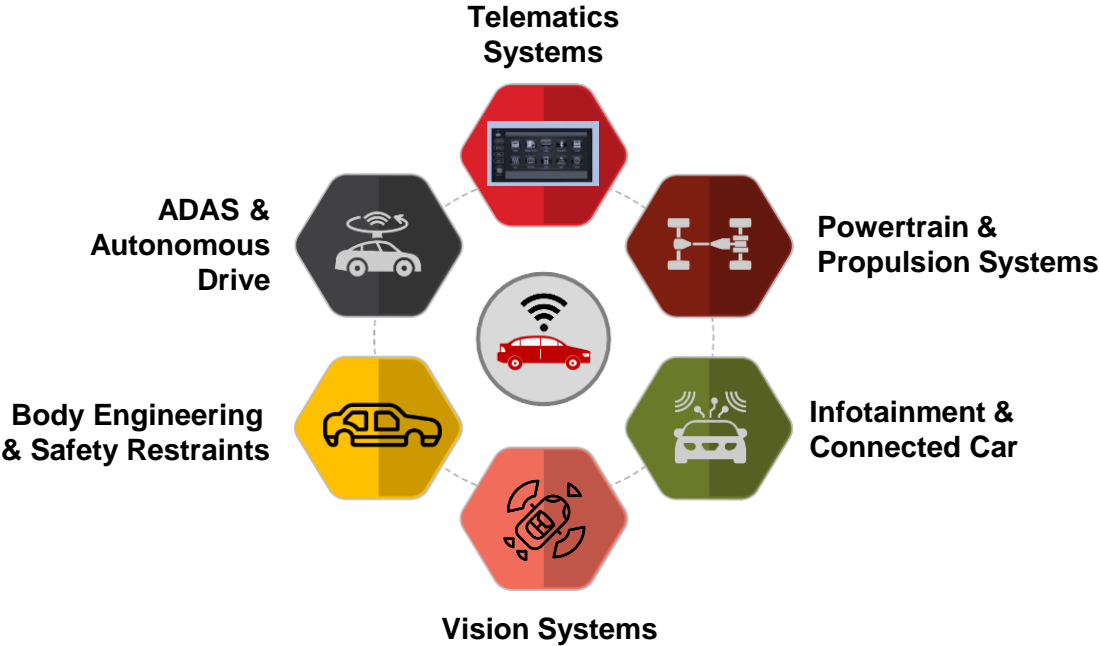 Telematics
Systems
ADAS &
Autonomous
Drive
Powertrain &
Propulsion Systems
Body Engineering
& Safety Restraints
Infotainment &
Connected Car
Vision Systems